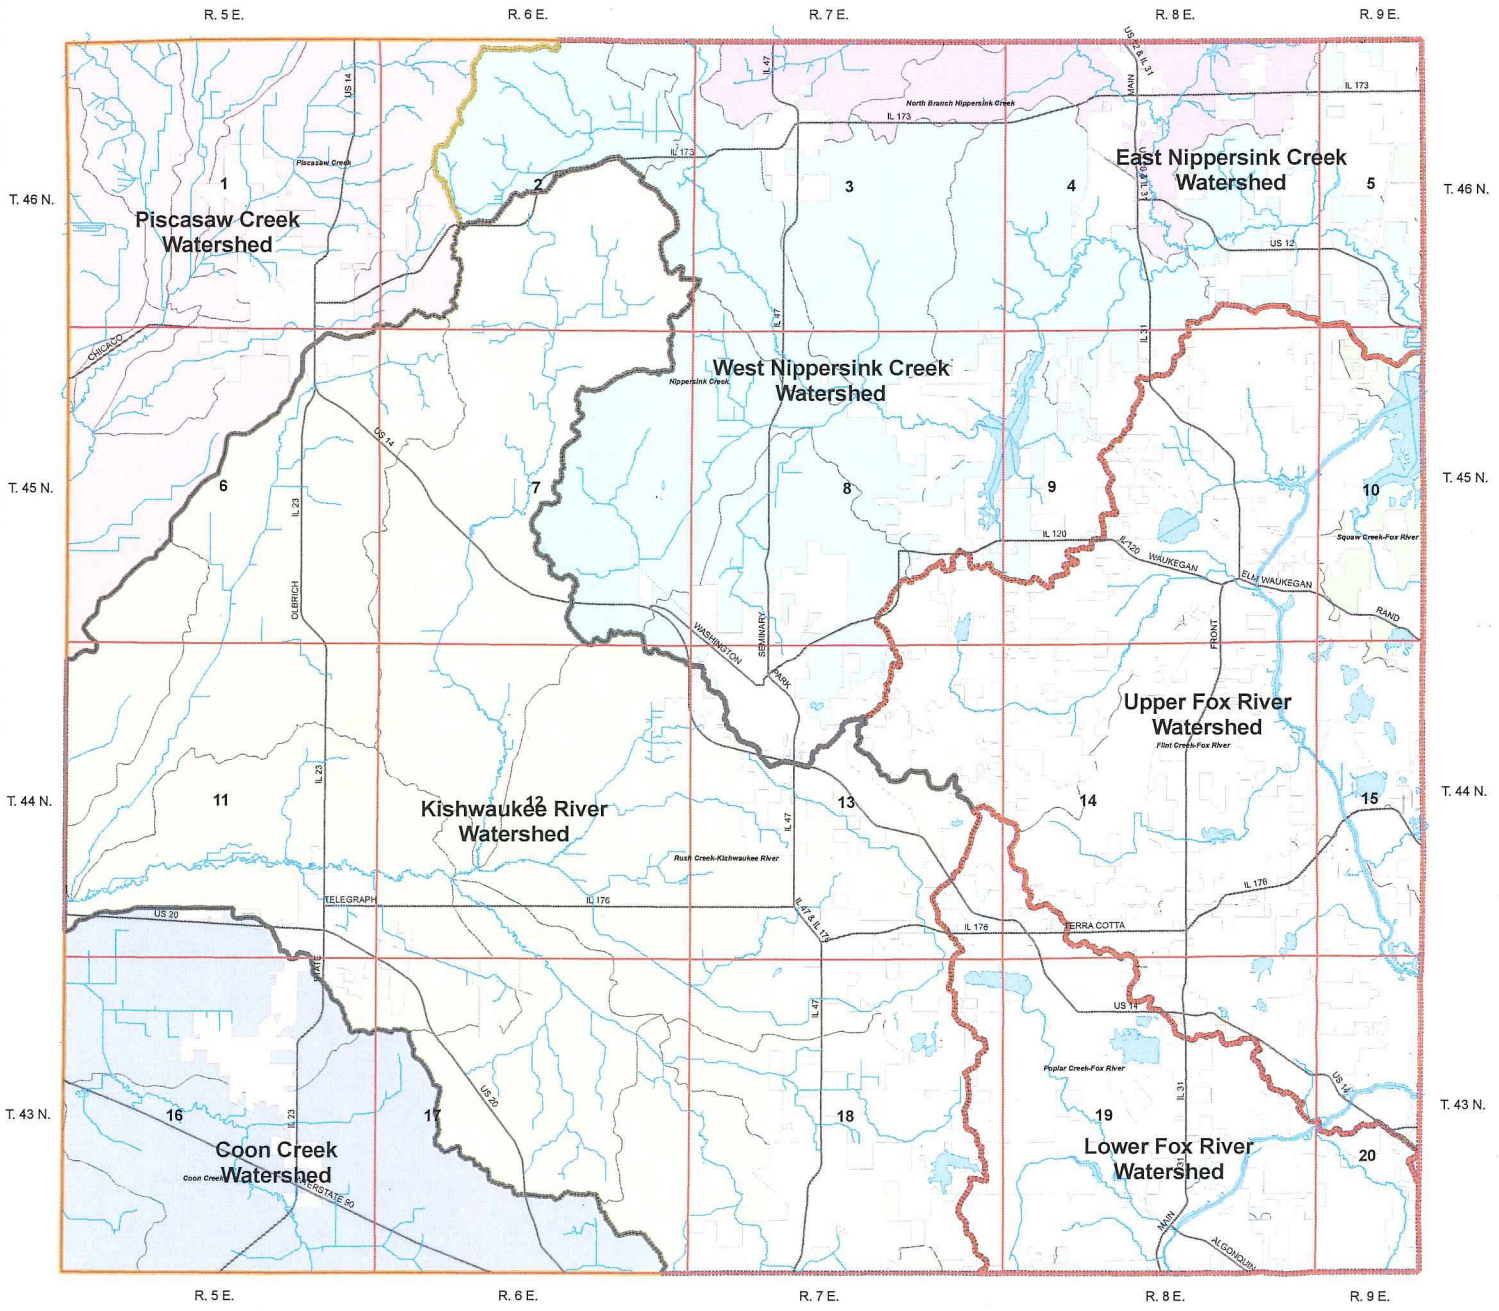 R. 5 E.
R. 6 E.
R. 7 E.
R. 8 E.
R. 9 E.
US 12 & IL 31
IL 47
US 14
MAIN
IL 173
North Branch Nippersink Creek
IL 173
IL 173
Piscasaw Creek
East Nippersink Creek
Watershed
T. 46 N.
1
2
3
4
5
T. 46 N.
Piscasaw Creek
Watershed
US 12
IL 47
IL 31
CHICAGO
West Nippersink Creek
Watershed
Nippersink Creek
US 14
T. 45 N.
6
7
8
9
10
T. 45 N.
IL 23
IL 120
IL 120
Squaw Creek-Fox River
WAUKEGAN
WAUKEGAN
OLBRICH
RAND
WASHINGTON
SEMINARY
FRONT
PARK
Upper Fox River
Watershed
Flint Creek-Fox River
IL 23
T. 44 N.
11
12
13
14
15
T. 44 N.
Kishwaukee River
Watershed
IL 47
Rush Creek-Kishwaukee River
IL 176
TELEGRAPH
IL 176
US 20
IL 47 & IL 176
IL 176
TERRA COTTA
STATE
IL 47
US 14
Poplar Creek-Fox River
US 14
US 20
IL 31
T. 43 N.
16
17
18
19
20
T. 43 N.
IL 23
Coon Creek
Watershed
Coon Creek
INTERSTATE 90
Lower Fox River
Watershed
MAIN
ALGONQUIN
R. 5 E.
R. 6 E.
R. 7 E.
R. 8 E.
R. 9 E.